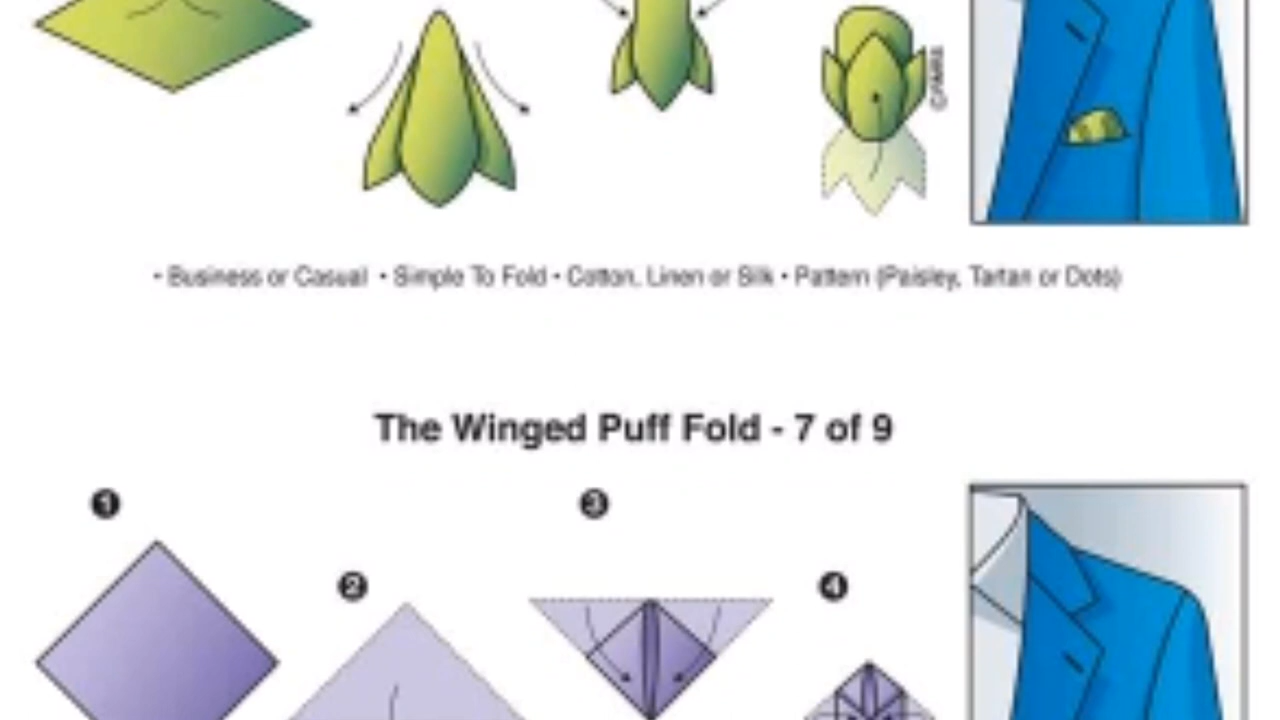 • Business or Casual • Simple To Fold • Cotton, Linen or Silk • Pattern (Paisley, Tartan or Dots)
The Winged Puff Fold - 7 of 9
1
3
2
4